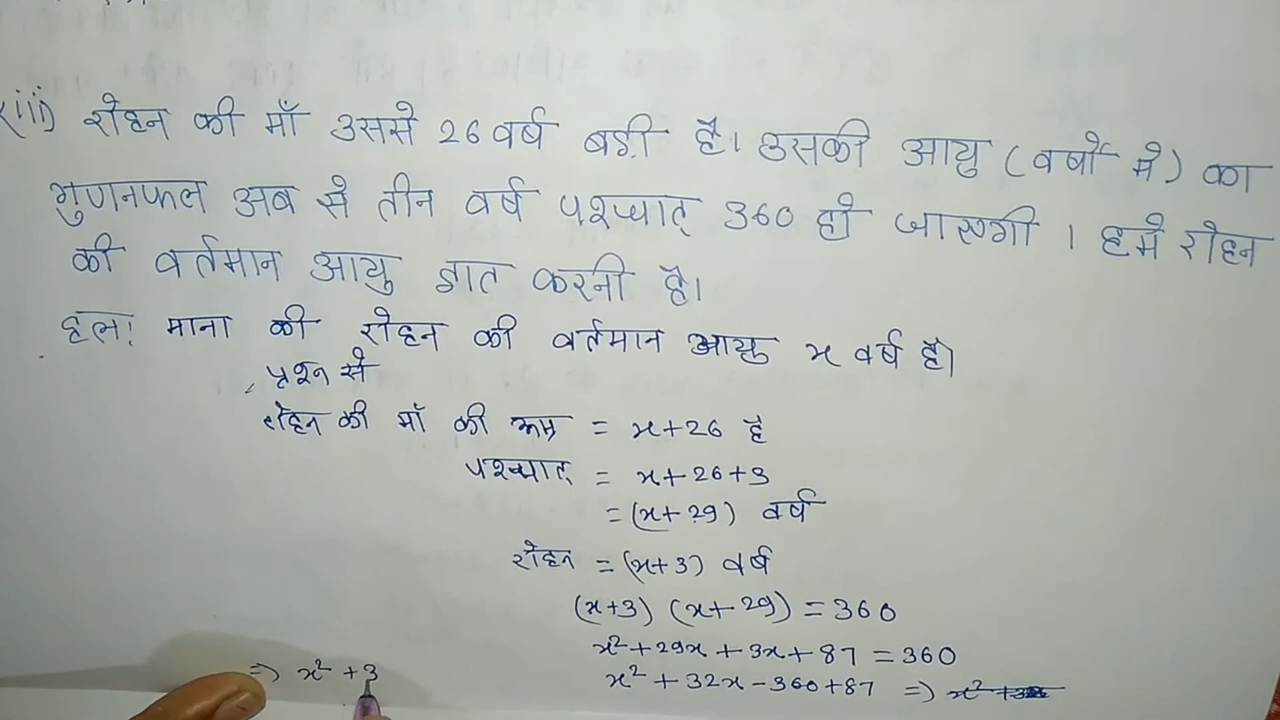 (iii) रोहन की माँ उससे 26 वर्ष बड़ी है। उसकी आयु (वर्षों मे) का
गुणनफल अब से तीन वर्ष पश्चात् 360 हो जाएगी । हमे रोहन
की वर्तमान आयु ज्ञात करनी है।
हल: माना की रोहन की वर्तमान आयु x वर्ष है।
प्रश्न से
रोहन की माँ की = x+26 है
पश्चात् = x+26+3
= (x+29) वर्ष
रोहन = (x+3) वर्ष
(x+3) (x+29) = 360
x²+29x+3x+87 = 360
x²+32x-360+87 ⇒
⇒ x²+3